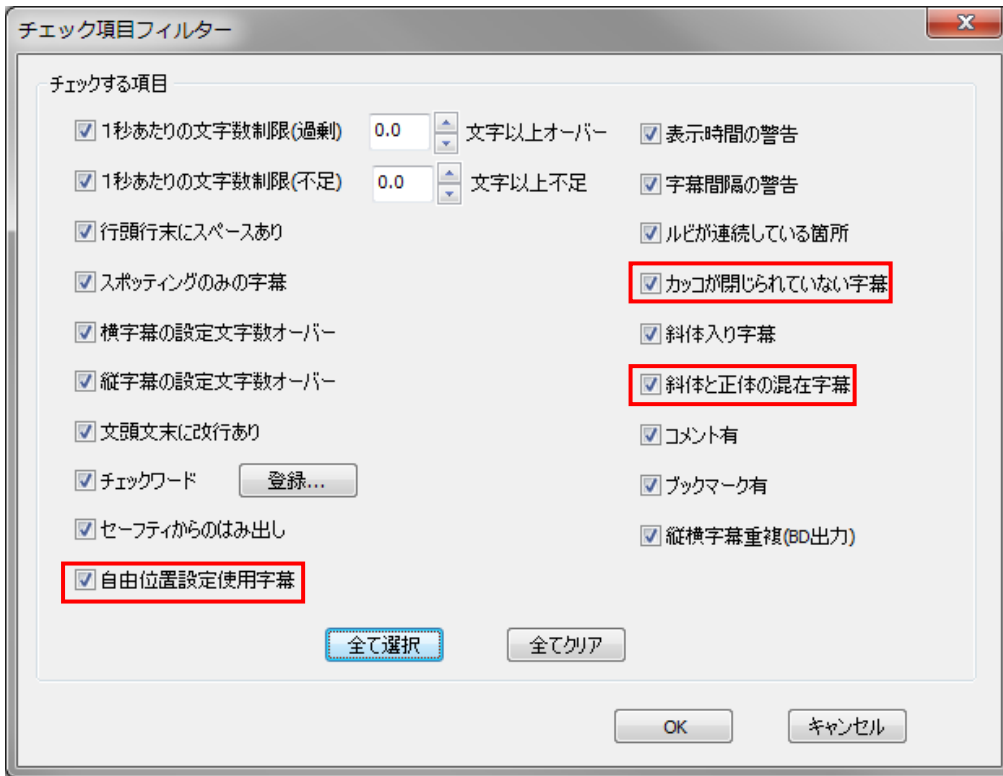 チェック項目フィルター
チェックする項目
1秒あたりの文字数制限(過剰) 0.0 文字以上オーバー
1秒あたりの文字数制限(不足) 0.0 文字以上不足
行頭行末にスペースあり
スポッティングのみの字幕
横字幕の設定文字数オーバー
縦字幕の設定文字数オーバー
文頭文末に改行あり
チェックワード 登録...
セーフティからのはみ出し
自由位置設定使用字幕
表示時間の警告
字幕間隔の警告
ルビが連続している箇所
カッコが閉じられていない字幕
斜体入り字幕
斜体と正体の混在字幕
コメント有
ブックマーク有
縦横字幕重複(BD出力)
全て選択 全てクリア
OK キャンセル